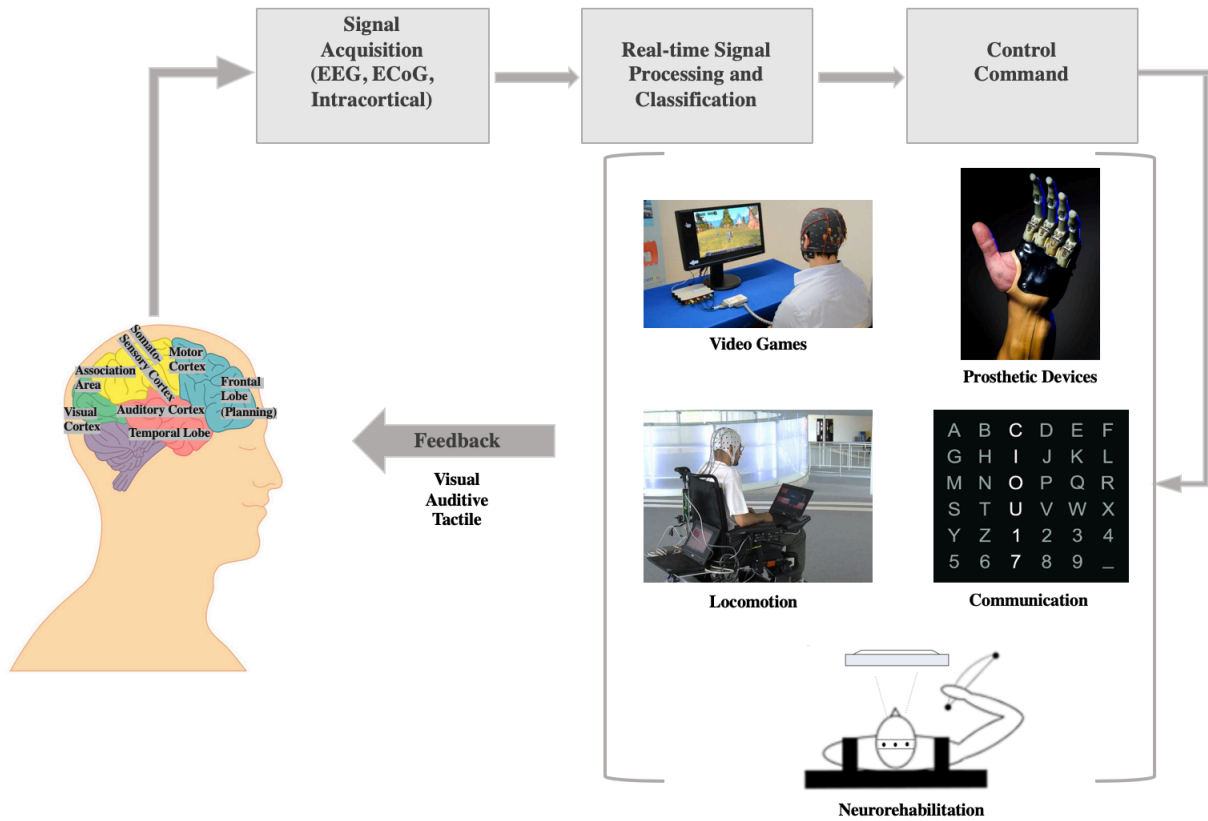 Signal
Acquisition
(EEG, ECoG,
Intracortical)
Real-time Signal
Processing and
Classification
Control
Command
Somato-
Sensory Cortex
Motor
Cortex
Association
Area
Frontal
Lobe
(Planning)
Visual
Cortex
Auditory Cortex
Temporal Lobe
Feedback
Visual
Auditive
Tactile
Video Games
Prosthetic Devices
A B C D E F
G H I J K L
M N O P Q R
S T U V W X
Y Z 1 2 3 4
5 6 7 8 9 _
Locomotion
Communication
Neurorehabilitation